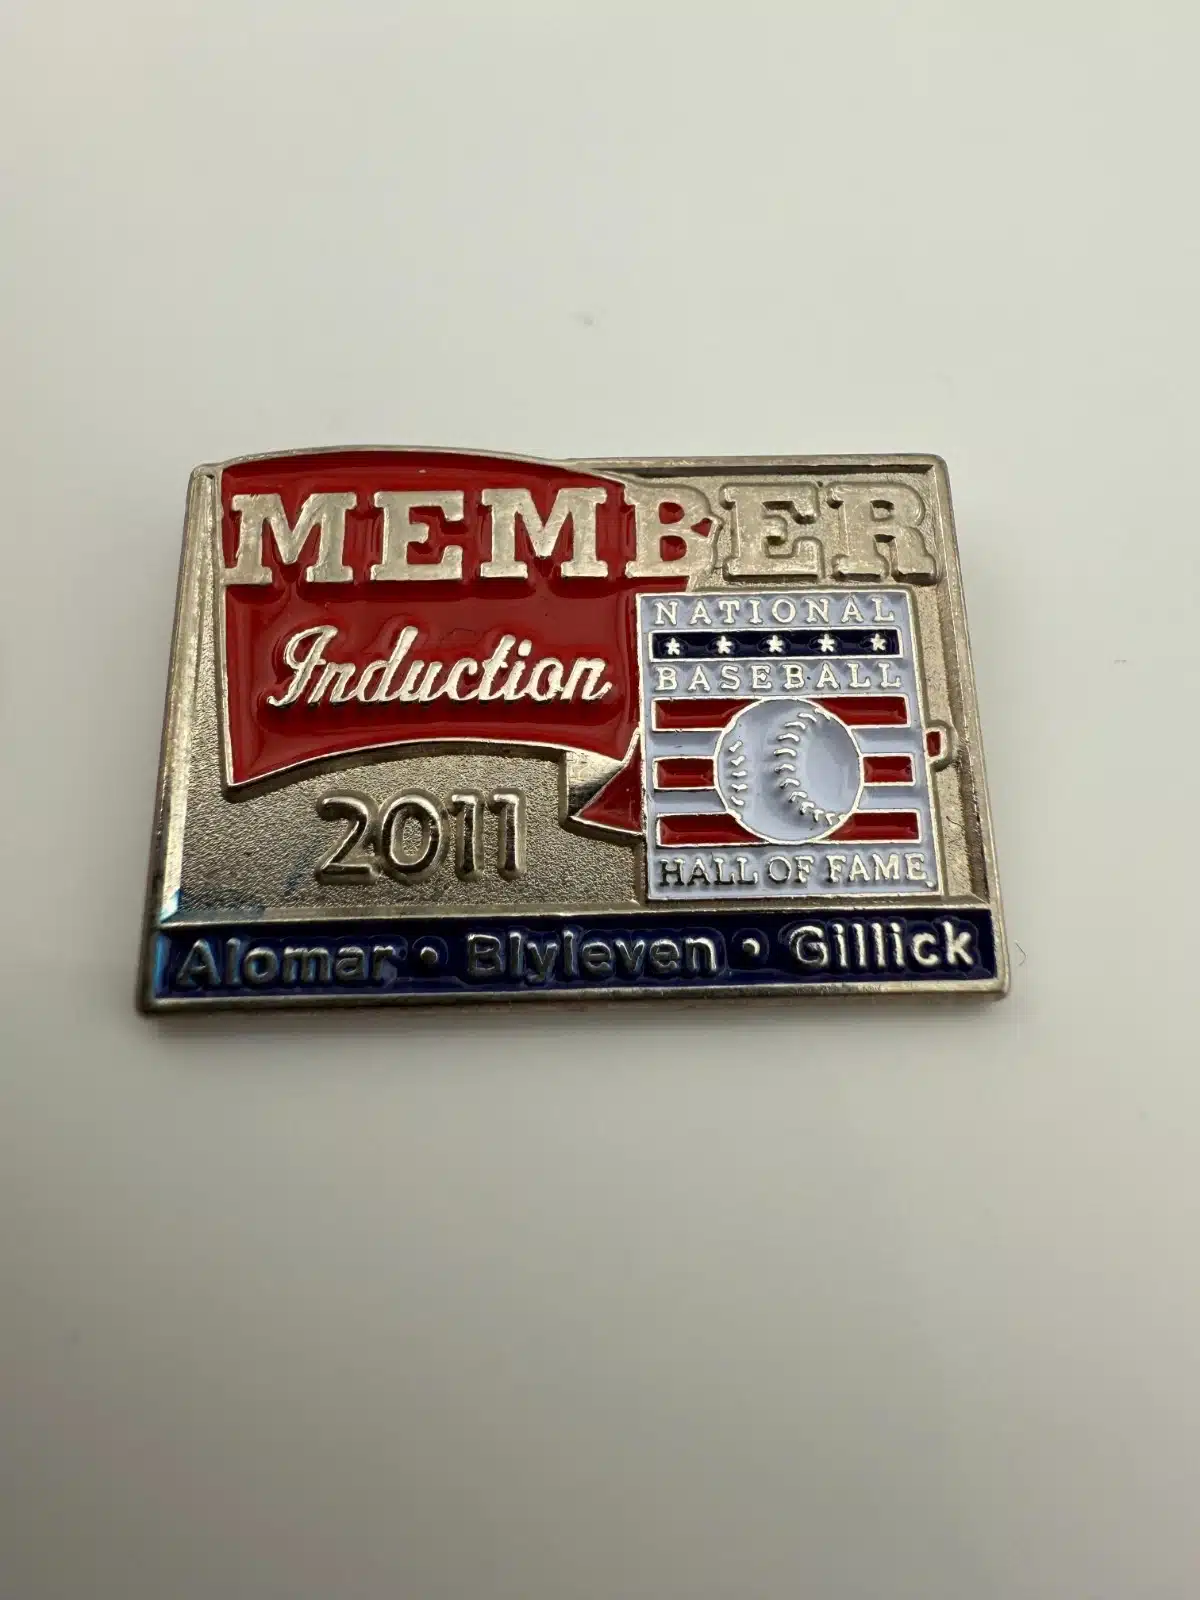 MEMBER
Induction
2011
NATIONAL
BASEBALL
HALL OF FAME
Alomar • Blyleven • Gillick